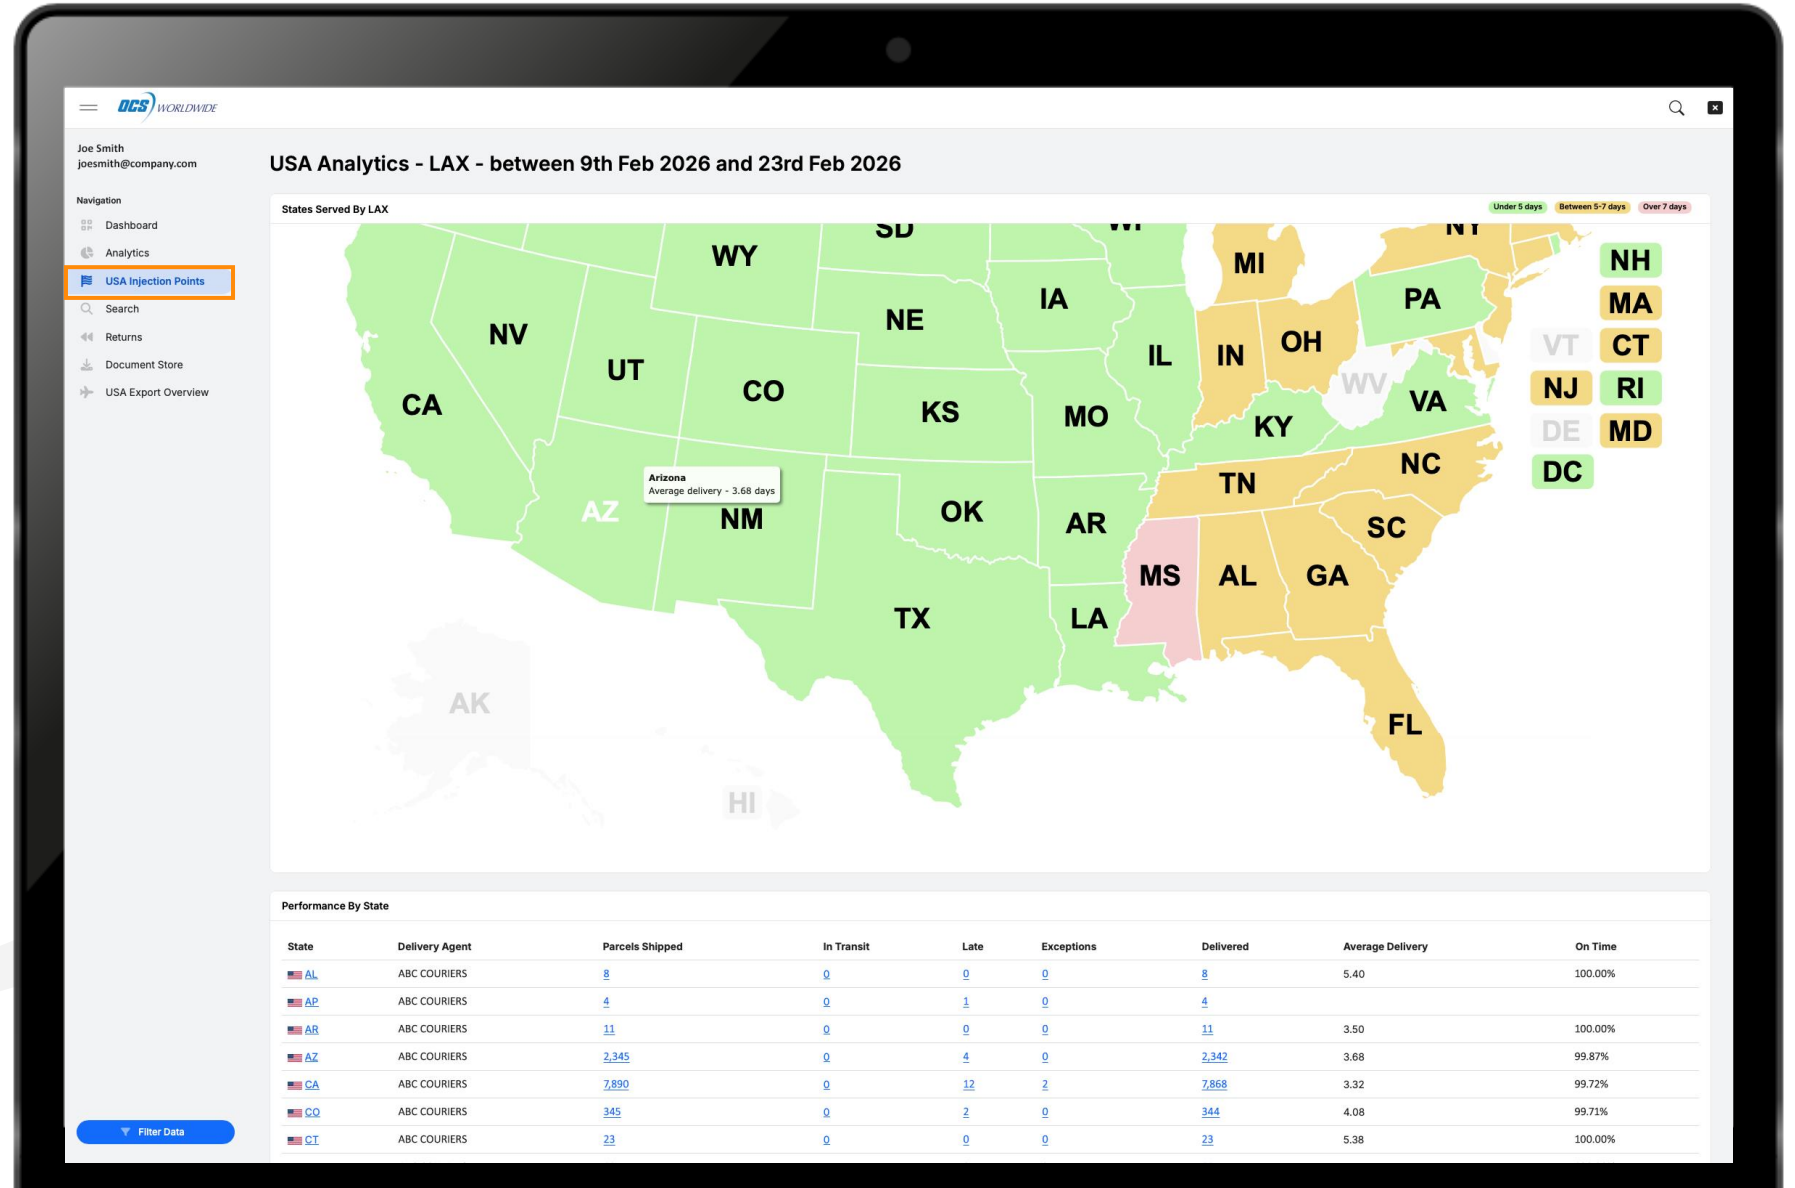 OCS WORLDWIDE
Joe Smith
joesmith@company.com
Navigation
Dashboard
Analytics
USA Injection Points
Search
Returns
Document Store
USA Export Overview
Filter Data
USA Analytics - LAX - between 9th Feb 2026 and 23rd Feb 2026
States Served By LAX
Under 5 days Between 5-7 days Over 7 days
SD WI NY
WY MI NH
IA PA MA
NV NE
UT IL IN OH VT CT
CA CO KS MO KY WV VA NJ RI
DE MD
TN NC DC
Arizona
Average delivery - 3.68 days
AZ NM OK AR SC
MS AL GA
TX LA
AK FL
HI
Performance By State
State Delivery Agent Parcels Shipped In Transit Late Exceptions Delivered Average Delivery On Time
AL ABC COURIERS 8 0 0 0 8 5.40 100.00%
AP ABC COURIERS 4 0 1 0 4
AR ABC COURIERS 11 0 0 0 11 3.50 100.00%
AZ ABC COURIERS 2,345 0 4 0 2,342 3.68 99.87%
CA ABC COURIERS 7,890 0 12 2 7,868 3.32 99.72%
CO ABC COURIERS 345 0 2 0 344 4.08 99.71%
CT ABC COURIERS 23 0 0 0 23 5.38 100.00%